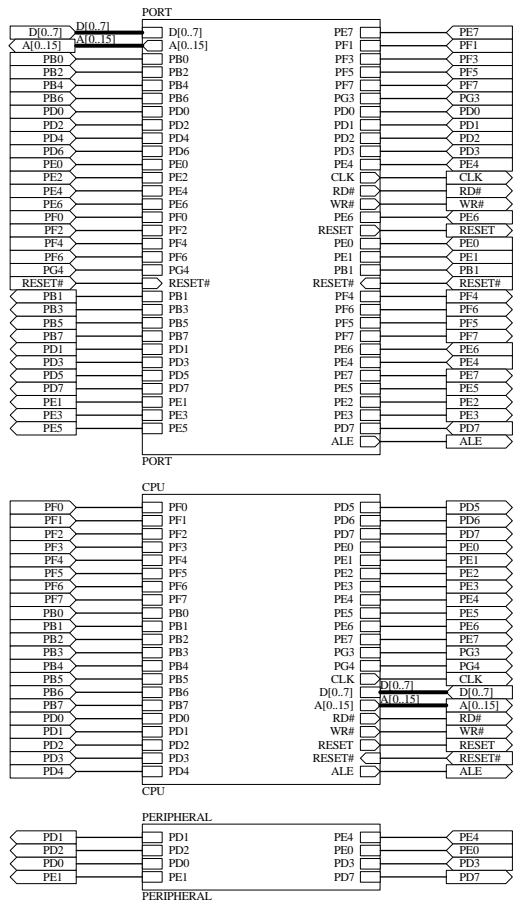 PORT
D[0..7] D[0..7] D[0..7] PE7 PE7
A[0..15] A[0..15] A[0..15] PF1 PF1
PB0 PB0 PF3 PF3
PB2 PB2 PF5 PF5
PB4 PB4 PF7 PF7
PB6 PB6 PG3 PG3
PD0 PD0 PD0 PD0
PD2 PD2 PD1 PD1
PD4 PD4 PD2 PD2
PD6 PD6 PD3 PD3
PE0 PE0 PE4 PE4
PE2 PE2 CLK CLK
PE4 PE4 RD# RD#
PE6 PE6 WR# WR#
PF0 PF0 PE6 PE6
PF2 PF2 RESET RESET
PF4 PF4 PE0 PE0
PF6 PF6 PE1 PE1
PG4 PG4 PB1 PB1
RESET# RESET# RESET# RESET#
PB1 PB1 PF4 PF4
PB3 PB3 PF6 PF6
PB5 PB5 PF5 PF5
PB7 PB7 PF7 PF7
PD1 PD1 PE6 PE6
PD3 PD3 PE4 PE4
PD5 PD5 PE7 PE7
PD7 PD7 PE5 PE5
PE1 PE1 PE2 PE2
PE3 PE3 PE3 PE3
PE5 PE5 PD7 PD7
ALE ALE
PORT
CPU
PF0 PF0 PD5 PD5
PF1 PF1 PD6 PD6
PF2 PF2 PD7 PD7
PF3 PF3 PE0 PE0
PF4 PF4 PE1 PE1
PF5 PF5 PE2 PE2
PF6 PF6 PE3 PE3
PF7 PF7 PE4 PE4
PB0 PB0 PE5 PE5
PB1 PB1 PE6 PE6
PB2 PB2 PE7 PE7
PB3 PB3 PG3 PG3
PB4 PB4 PG4 PG4
PB5 PB5 CLK CLK
PB6 PB6 D[0..7] D[0..7] D[0..7]
PB7 PB7 A[0..15] A[0..15] A[0..15]
PD0 PD0 RD# RD#
PD1 PD1 WR# WR#
PD2 PD2 RESET RESET
PD3 PD3 RESET# RESET#
PD4 PD4 ALE ALE
CPU
PERIPHERAL
PD1 PD1 PE4 PE4
PD2 PD2 PE0 PE0
PD0 PD0 PD3 PD3
PE1 PE1 PD7 PD7
PERIPHERAL